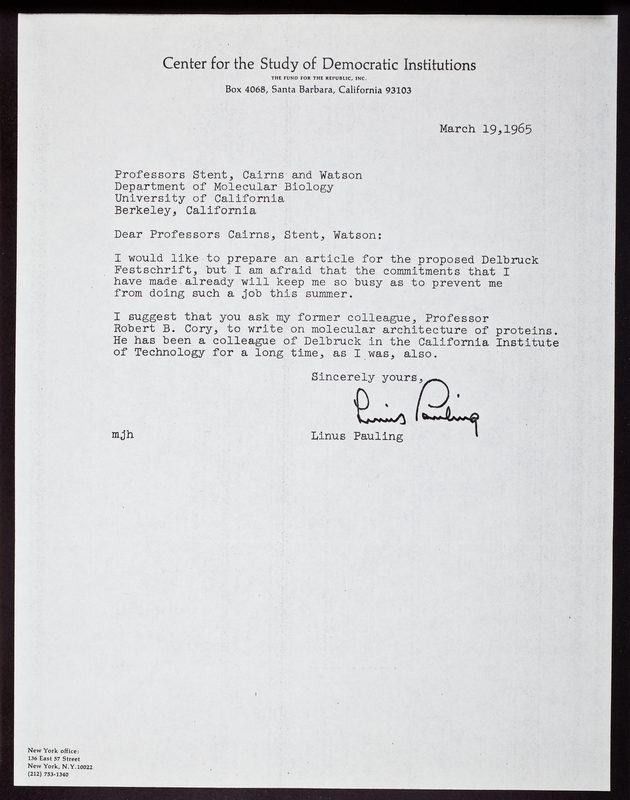 Center for the Study of Democratic Institutions
THE FUND FOR THE REPUBLIC, INC.
Box 4068, Santa Barbara, California 93103
March 19,1965
Professors Stent, Cairns and Watson
Department of Molecular Biology
University of California
Berkeley, California
Dear Professors Cairns, Stent, Watson:
I would like to prepare an article for the proposed Delbruck
Festschrift, but I am afraid that the commitments that I
have made already will keep me so busy as to prevent me
from doing such a job this summer.
I suggest that you ask my former colleague, Professor
Robert B. Cory, to write on molecular architecture of proteins.
He has been a colleague of Delbruck in the California Institute
of Technology for a long time, as I was, also.
Sincerely yours,
Linus Pauling
mjh Linus Pauling
New York office:
136 East 57 Street
New York, N.Y.10022
(212) 753-1340